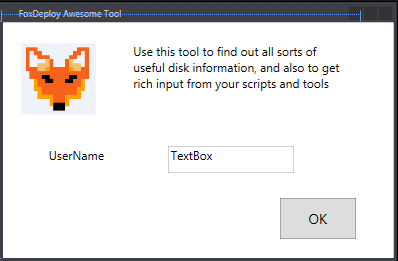 FoxDeploy Awesome Tool
Use this tool to find out all sorts of
useful disk information, and also to get
rich input from your scripts and tools
UserName
TextBox
OK